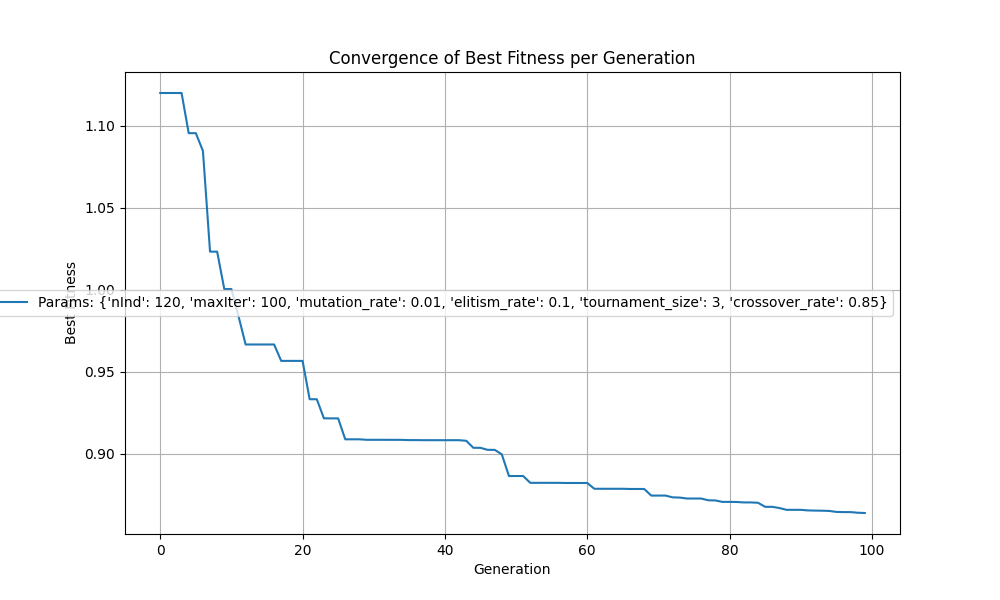 Convergence of Best Fitness per Generation
1.10
1.05
1.00
0.95
0.90
Best
Params: {'nInd': 120, 'maxIter': 100, 'mutation_rate': 0.01, 'elitism_rate': 0.1, 'tournament_size': 3, 'crossover_rate': 0.85}
0 20 40 60 80 100
Generation